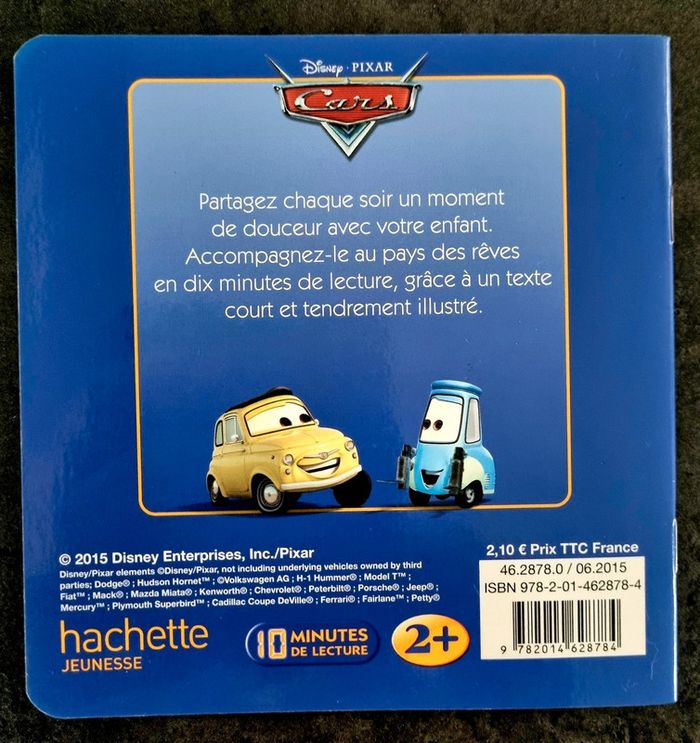 Disney · PIXAR
Cars
Partagez chaque soir un moment
de douceur avec votre enfant.
Accompagnez-le au pays des rêves
en dix minutes de lecture, grâce à un texte
court et tendrement illustré.
© 2015 Disney Enterprises, Inc./Pixar
Disney/Pixar elements ©Disney/Pixar, not including underlying vehicles owned by third
parties; Dodge® ; Hudson Hornet™ ; ©Volkswagen AG ; H-1 Hummer® ; Model T™ ;
Fiat™ ; Mack® ; Mazda Miata® ; Kenworth® ; Chevrolet® ; Peterbilt® ; Porsche® ; Jeep® ;
Mercury™ ; Plymouth Superbird™ ; Cadillac Coupe DeVille® ; Ferrari® ; Fairlane™ ; Petty®
hachette
JEUNESSE
10 MINUTES
DE LECTURE
2+
2,10 € Prix TTC France
46.2878.0 / 06.2015
ISBN 978-2-01-462878-4
9 782014 628784